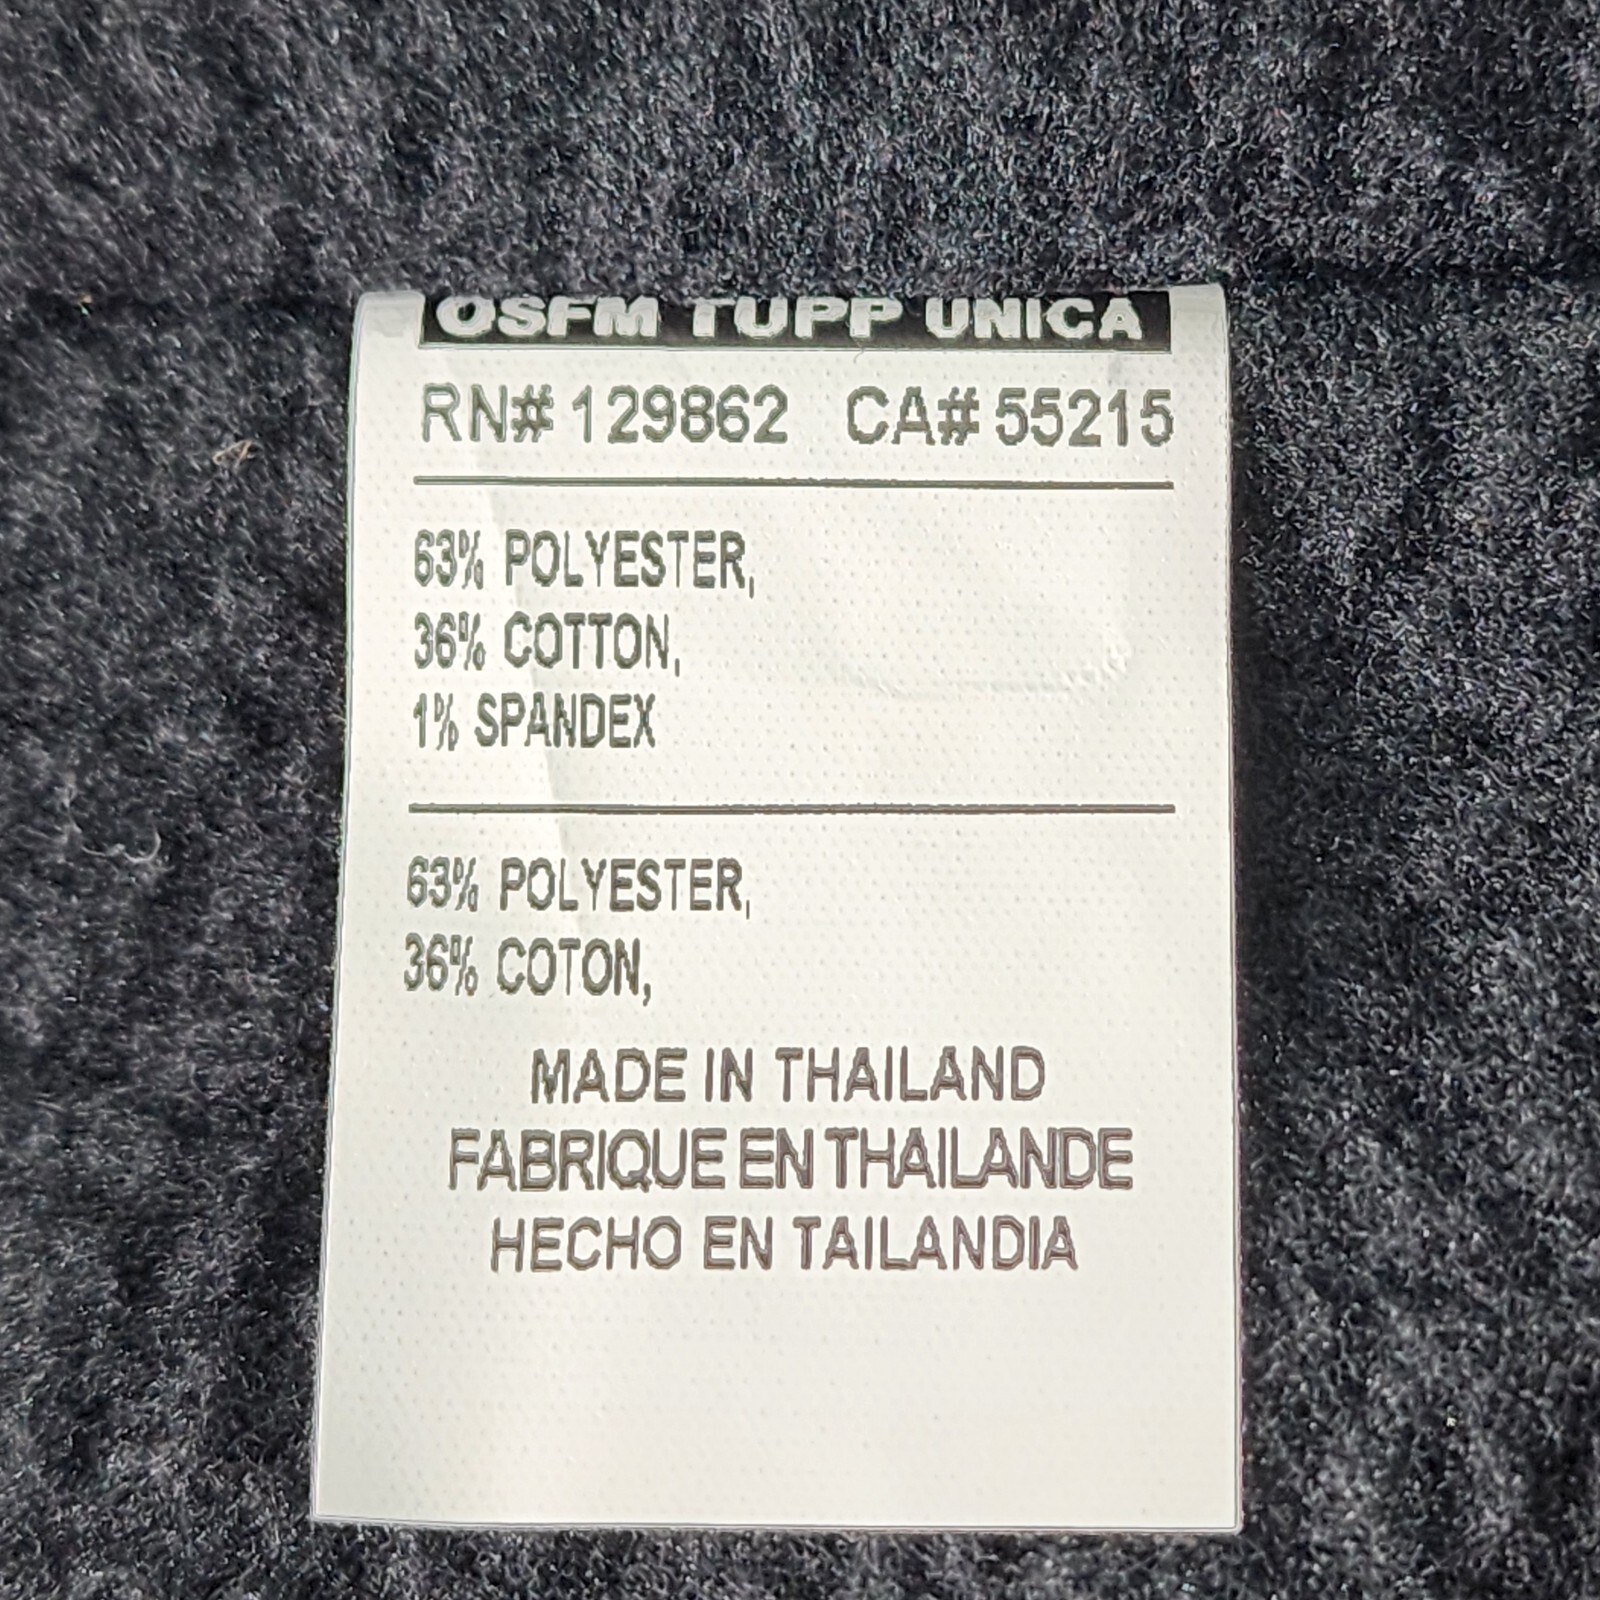 OSFM TUPP UNICA
RN# 129862 CA# 55215
63% POLYESTER,
36% COTTON,
1% SPANDEX
63% POLYESTER,
36% COTON,
MADE IN THAILAND
FABRIQUE EN THAILANDE
HECHO EN TAILANDIA